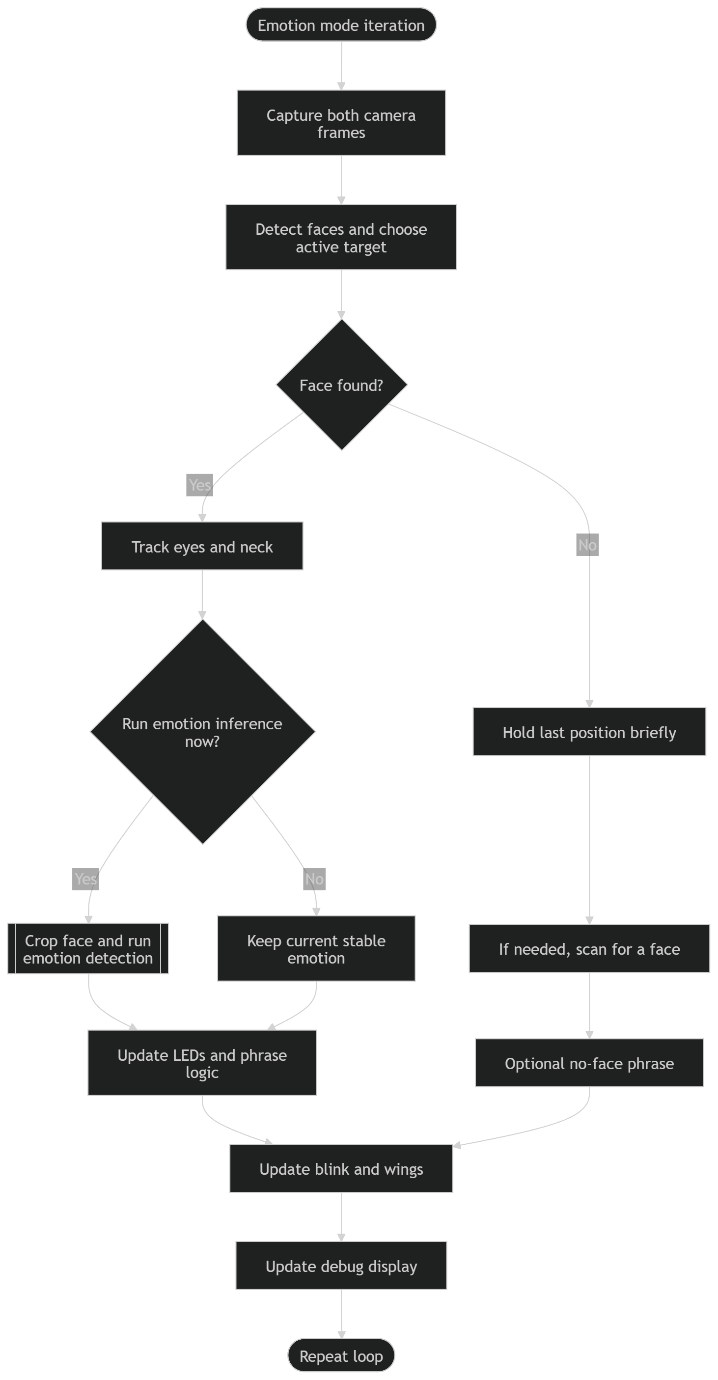 Emotion mode iteration
Capture both camera
frames
Detect faces and choose
active target
Face found?
Yes
No
Track eyes and neck
Run emotion inference
now?
Hold last position briefly
Yes
No
Crop face and run
emotion detection
Keep current stable
emotion
If needed, scan for a face
Update LEDs and phrase
logic
Optional no-face phrase
Update blink and wings
Update debug display
Repeat loop